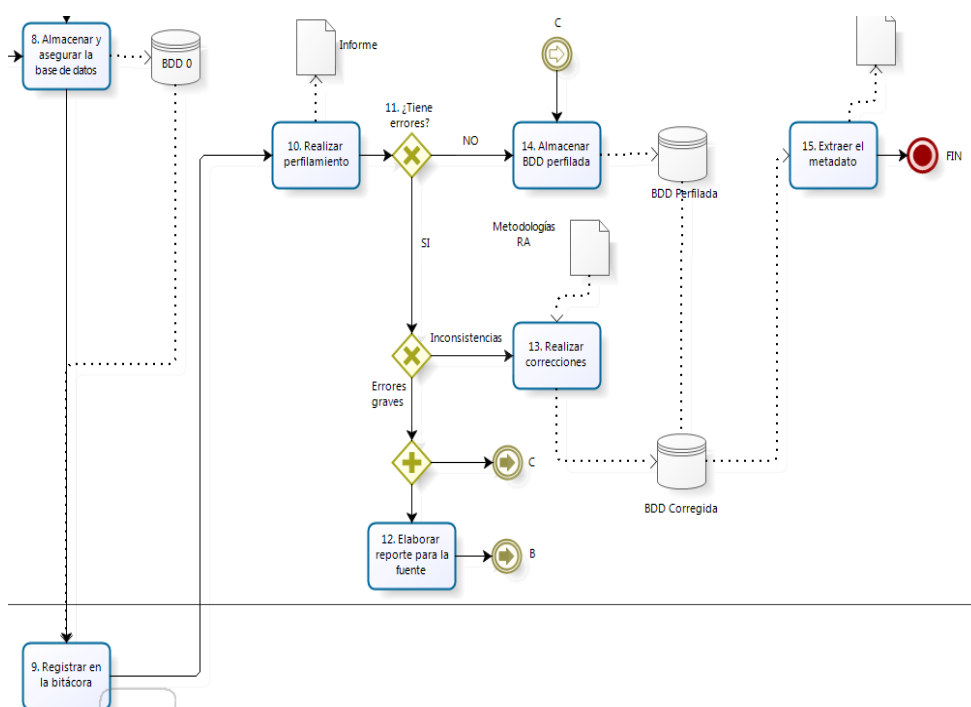 8. Almacenar y
asegurar la
base de datos
BDD 0
Informe
C
11. ¿Tiene
errores?
10. Realizar
perfilamiento
NO
14. Almacenar
BDD perfilada
BDD Perfilada
15. Extraer el
metadato
FIN
SI
Metodologías
RA
Inconsistencias
13. Realizar
correcciones
Errores
graves
C
BDD Corregida
12. Elaborar
reporte para la
fuente
B
9. Registrar en
la bitácora